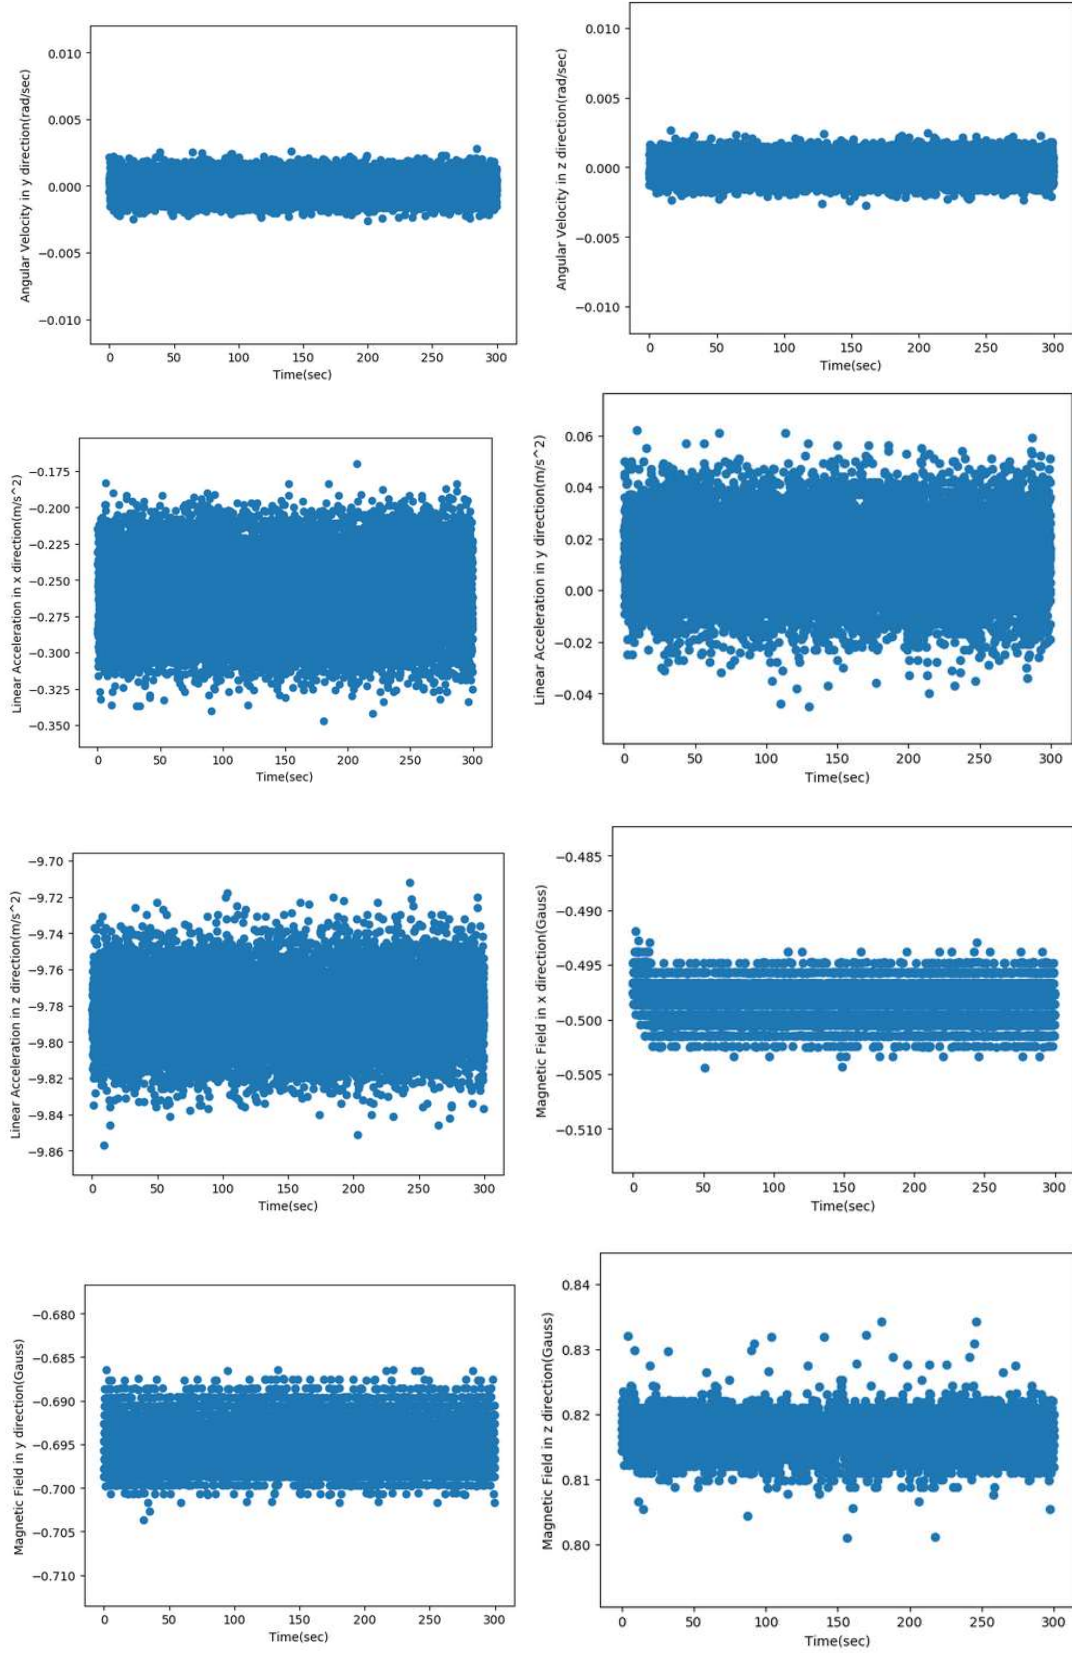 0.010
0.005
0.000
−0.005
−0.010
Angular Velocity in y direction(rad/sec)
0 50 100 150 200 250 300
Time(sec)
0.010
0.005
0.000
−0.005
−0.010
Angular Velocity in z direction(rad/sec)
0 50 100 150 200 250 300
Time(sec)
−0.175
−0.200
−0.225
−0.250
−0.275
−0.300
−0.325
−0.350
Linear Acceleration in x direction(m/s^2)
0 50 100 150 200 250 300
Time(sec)
0.06
0.04
0.02
0.00
−0.02
−0.04
Linear Acceleration in y direction(m/s^2)
0 50 100 150 200 250 300
Time(sec)
−9.70
−9.72
−9.74
−9.76
−9.78
−9.80
−9.82
−9.84
−9.86
Linear Acceleration in z direction(m/s^2)
0 50 100 150 200 250 300
Time(sec)
−0.485
−0.490
−0.495
−0.500
−0.505
−0.510
Magnetic Field in x direction(Gauss)
0 50 100 150 200 250 300
Time(sec)
−0.680
−0.685
−0.690
−0.695
−0.700
−0.705
−0.710
Magnetic Field in y direction(Gauss)
0 50 100 150 200 250 300
Time(sec)
0.84
0.83
0.82
0.81
0.80
Magnetic Field in z direction(Gauss)
0 50 100 150 200 250 300
Time(sec)